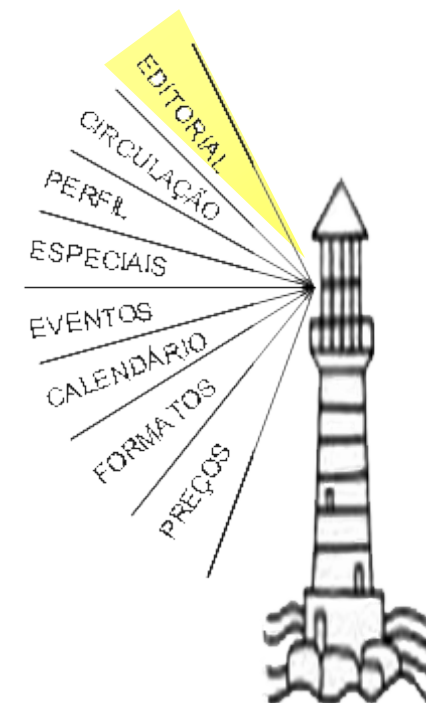 EDITORIAL
CIRCULAÇÃO
PERFIL
ESPECIAIS
EVENTOS
CALENDÁRIO
FORMATOS
PREÇOS